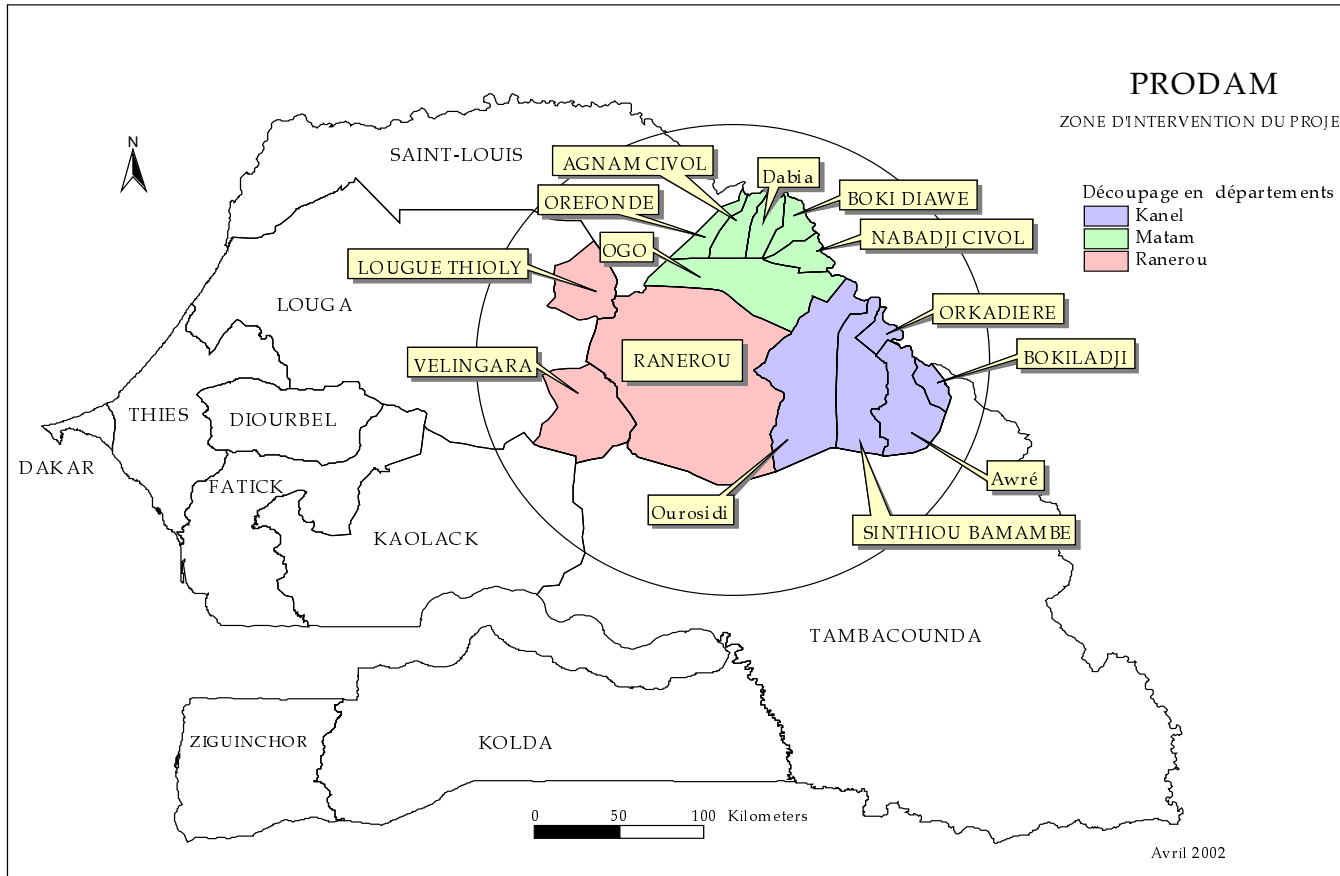 PRODAM
ZONE D'INTERVENTION DU PROJE
N
SAINT-LOUIS
AGNAM CIVOL
Dabia
OREFONDE
BOKI DIAWE
Découpage en départements
Kanel
Matam
Ranerou
NABADJI CIVOL
OGO
LOUGUE THIOLY
LOUGA
ORKADIERE
BOKILADJI
VELINGARA
RANEROU
THIES
DIOURBEL
DAKAR
FATICK
Awré
Ourosidi
SINTHIOU BAMAMBE
KAOLACK
TAMBACOUNDA
ZIGUINCHOR
KOLDA
0 50 100 Kilometers
Avril 2002